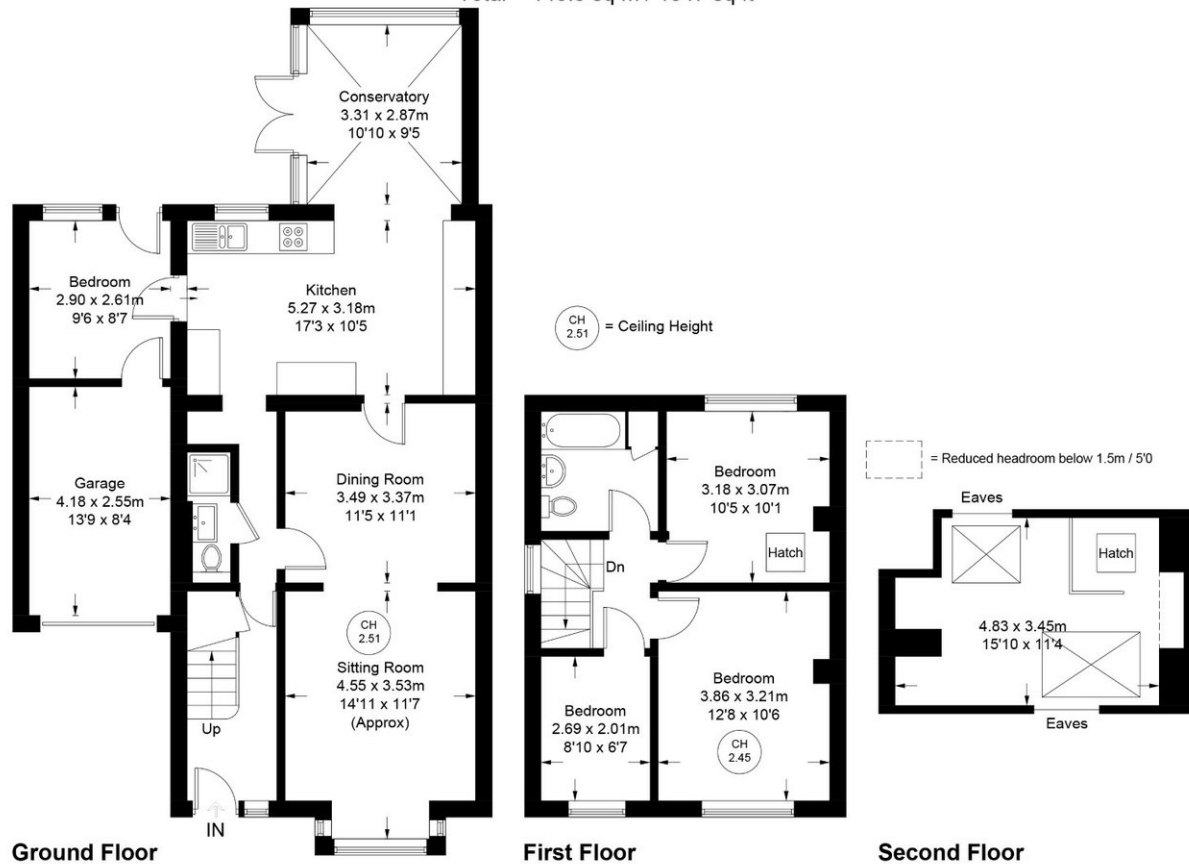 Conservatory
3.31 x 2.87m
10'10 x 9'5
Bedroom
2.90 x 2.61m
9'6 x 8'7
Kitchen
5.27 x 3.18m
17'3 x 10'5
Garage
4.18 x 2.55m
13'9 x 8'4
Dining Room
3.49 x 3.37m
11'5 x 11'1
CH
2.51
Sitting Room
4.55 x 3.53m
14'11 x 11'7
(Approx)
Up
IN
Ground Floor
CH
2.51
= Ceiling Height
Bedroom
3.18 x 3.07m
10'5 x 10'1
Hatch
Dn
Bedroom
2.69 x 2.01m
8'10 x 6'7
Bedroom
3.86 x 3.21m
12'8 x 10'6
CH
2.45
First Floor
= Reduced headroom below 1.5m / 5'0
Eaves
Hatch
4.83 x 3.45m
15'10 x 11'4
Eaves
Second Floor